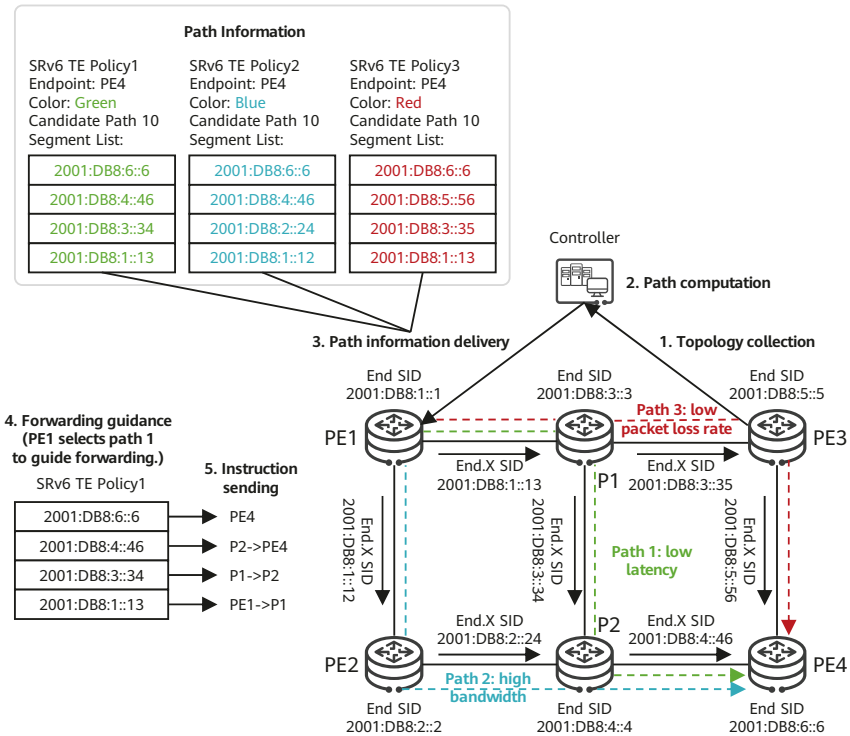 Path Information
SRv6 TE Policy1
Endpoint: PE4
Color: Green
Candidate Path 10
Segment List:
2001:DB8:6::6
2001:DB8:4::46
2001:DB8:3::34
2001:DB8:1::13
SRv6 TE Policy2
Endpoint: PE4
Color: Blue
Candidate Path 10
Segment List:
2001:DB8:6::6
2001:DB8:4::46
2001:DB8:2::24
2001:DB8:1::12
SRv6 TE Policy3
Endpoint: PE4
Color: Red
Candidate Path 10
Segment List:
2001:DB8:6::6
2001:DB8:5::56
2001:DB8:3::35
2001:DB8:1::13
Controller
2. Path computation
3. Path information delivery
1. Topology collection
End SID
2001:DB8:1::1
End SID
2001:DB8:3::3
End SID
2001:DB8:5::5
Path 3: low
packet loss rate
PE1
P1
PE3
End.X SID
2001:DB8:1::13
End.X SID
2001:DB8:3::35
4. Forwarding guidance
(PE1 selects path 1
to guide forwarding.)
SRv6 TE Policy1
5. Instruction
sending
2001:DB8:6::6
PE4
2001:DB8:4::46
P2->PE4
2001:DB8:3::34
P1->P2
2001:DB8:1::13
PE1->P1
End.X SID
2001:DB8:1::12
End.X SID
2001:DB8:3::34
Path 1: low
latency
End.X SID
2001:DB8:5::56
End.X SID
2001:DB8:2::24
P2
End.X SID
2001:DB8:4::46
PE2
PE4
Path 2: high
bandwidth
End SID
2001:DB8:2::2
End SID
2001:DB8:4::4
End SID
2001:DB8:6::6